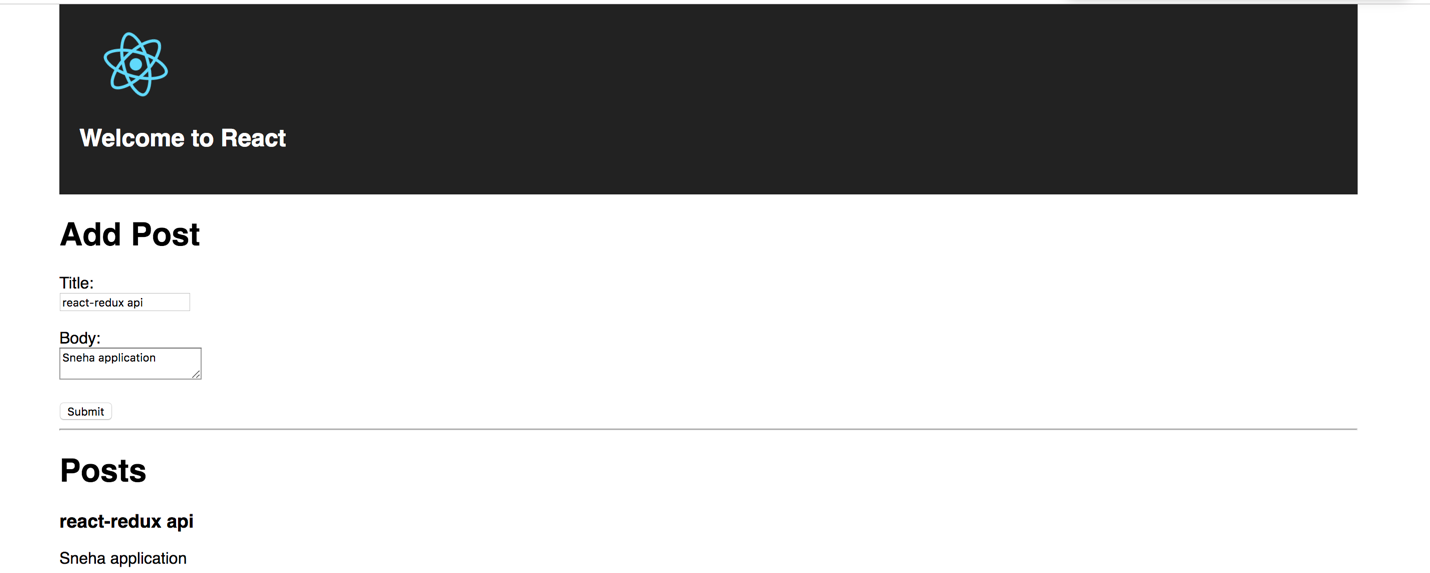 Welcome to React
Add Post
Title:
react-redux api
Body:
Sneha application
Submit
Posts
react-redux api
Sneha application